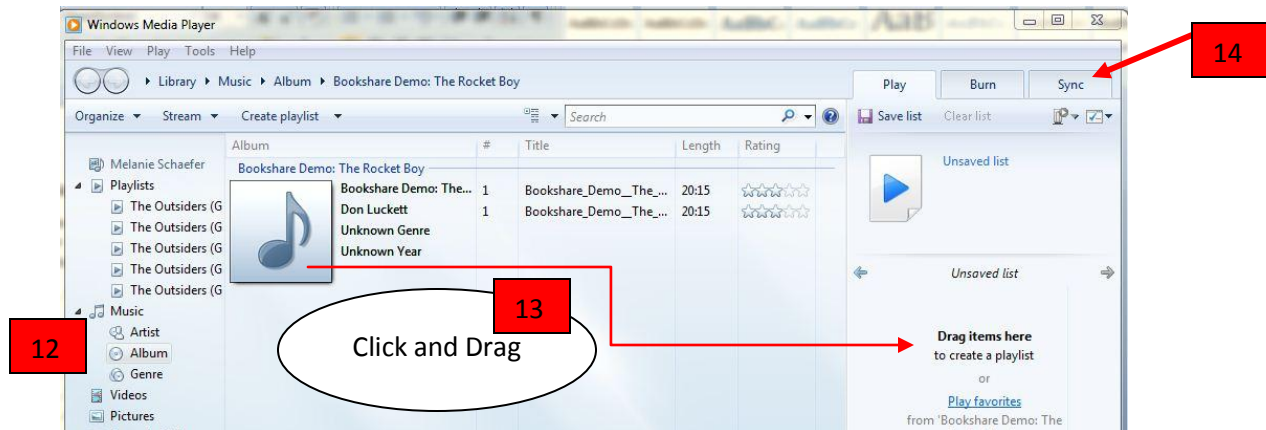 Windows Media Player
14
File View Play Tools Help
Library Music Album Bookshare Demo: The Rocket Boy
Play Burn Sync
Organize Stream Create playlist Search Save list Clear list
Album # Title Length Rating
Melanie Schaefer
Bookshare Demo: The Rocket Boy
Unsaved list
Playlists
Bookshare Demo: The... 1 Bookshare_Demo__The_... 20:15
The Outsiders (G
Don Luckett 1 Bookshare_Demo__The_... 20:15
The Outsiders (G
Unknown Genre
The Outsiders (G
Unknown Year
The Outsiders (G
Unsaved list
The Outsiders (G
Music
13
Artist
Drag items here
12
Album
Click and Drag
to create a playlist
Genre
or
Videos
Play favorites
Pictures
from 'Bookshare Demo: The